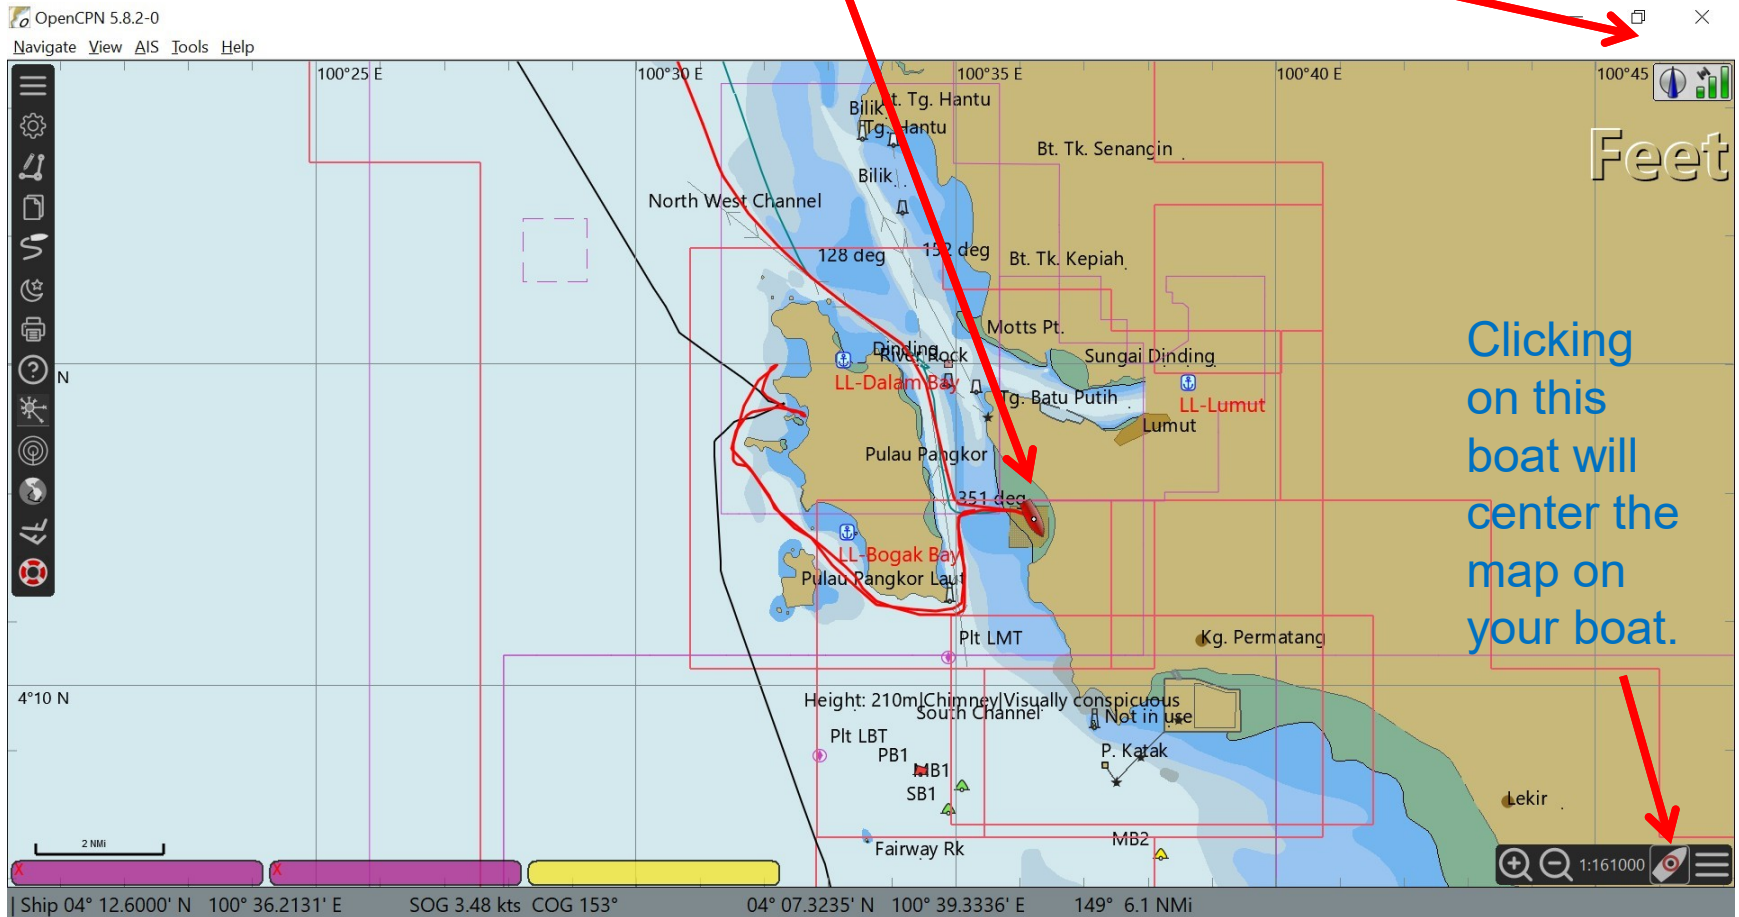 OpenCPN 5.8.2-0
Navigate View AIS Tools Help
100°25 E
100°30 E
100°35 E
100°40 E
100°45
Feet
Bt. Tg. Hantu
Bilik
Tg. Hantu
Bt. Tk. Senangin
Bilik
North West Channel
128 deg
152 deg
Bt. Tk. Kepiah
Motts Pt.
Dinding
River Rock
Sungai Dinding
N
LL-Dalam Bay
Tg. Batu Putih
LL-Lumut
Lumut
Clicking
on this
boat will
center the
map on
your boat.
Pulau Pangkor
351 deg
LL-Bogak Bay
Pulau Pangkor Laut
Plt LMT
Kg. Permatang
4°10 N
Height: 210m|Chimney|Visually conspicuous
South Channel
Not in use
Plt LBT
PB1
MB1
P. Katak
SB1
Lekir
2 NMi
Fairway Rk
MB2
X
X
1:161000
Ship 04° 12.6000' N 100° 36.2131' E SOG 3.48 kts COG 153° 04° 07.3235' N 100° 39.3336' E 149° 6.1 NMi